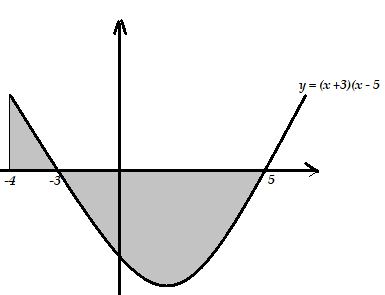 y = (x +3)(x - 5
-4
-3
5